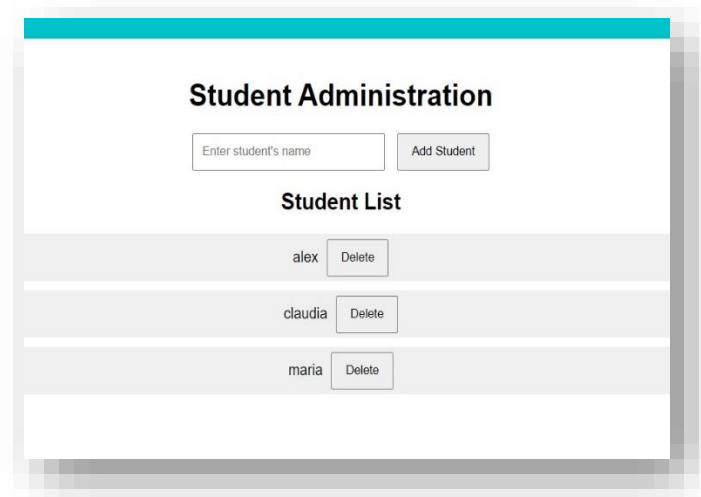 Student Administration
Enter student's name Add Student
Student List
alex Delete
claudia Delete
maria Delete